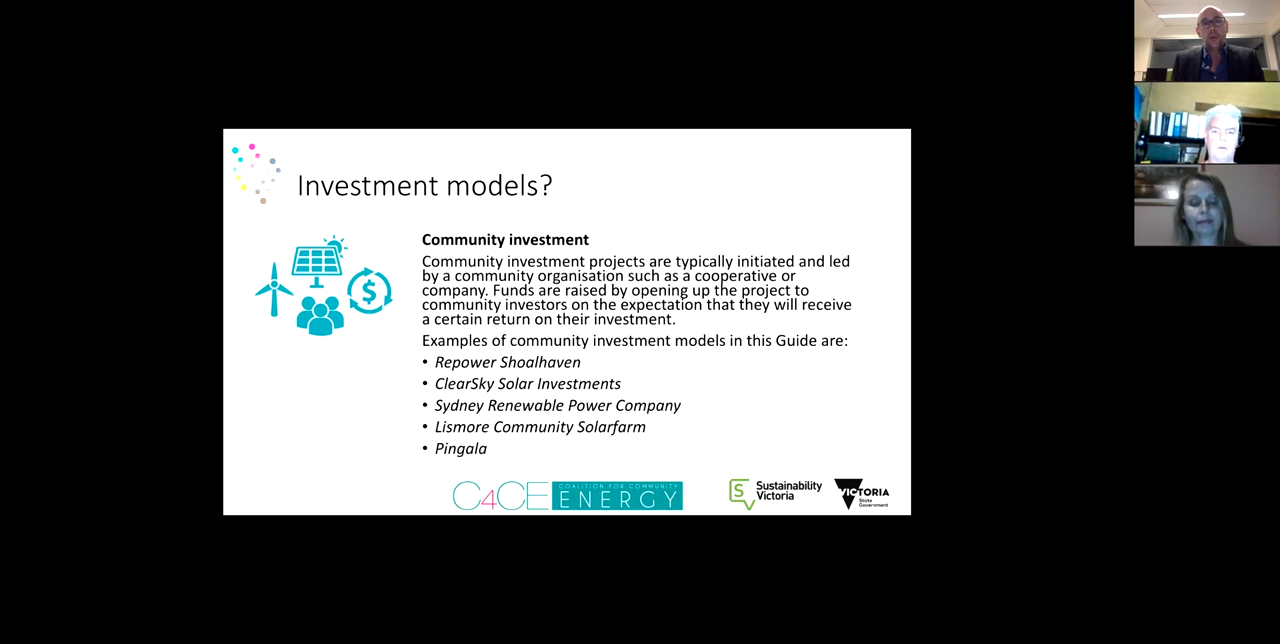 Investment models?
Community investment
Community investment projects are typically initiated and led
by a community organisation such as a cooperative or
company. Funds are raised by opening up the project to
community investors on the expectation that they will receive
a certain return on their investment.
Examples of community investment models in this Guide are:
• Repower Shoalhaven
• ClearSky Solar Investments
• Sydney Renewable Power Company
• Lismore Community Solarfarm
• Pingala
$
C4CE
COALITION FOR COMMUNITY
ENERGY
S
Sustainability
Victoria
VICTORIA
State
Government